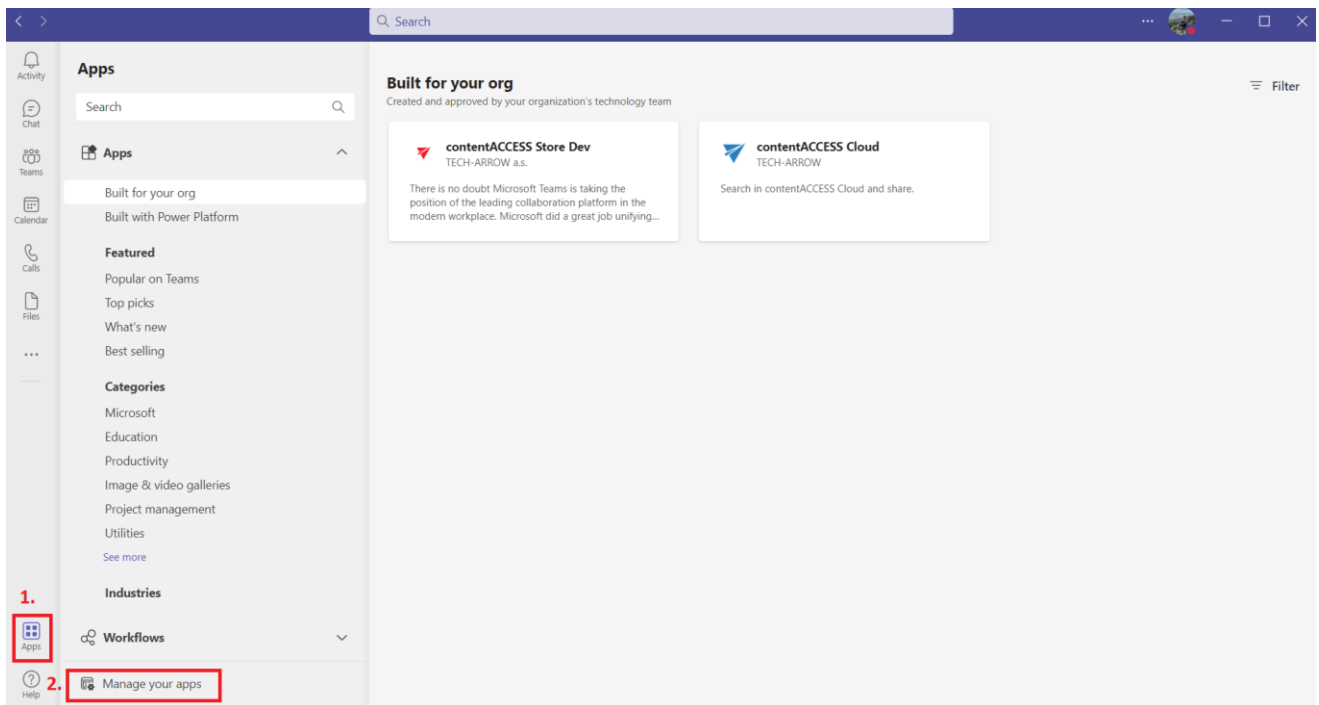 Search
Activity
Chat
Teams
Calendar
Calls
Files
1.
Apps
Help
Apps
Search
Apps
Built for your org
Built with Power Platform
Featured
Popular on Teams
Top picks
What's new
Best selling
Categories
Microsoft
Education
Productivity
Image & video galleries
Project management
Utilities
See more
Industries
Workflows
2.
Manage your apps
Built for your org
Filter
Created and approved by your organization's technology team
contentACCESS Store Dev
TECH-ARROW a.s.
There is no doubt Microsoft Teams is taking the
position of the leading collaboration platform in the
modern workplace. Microsoft did a great job unifying...
contentACCESS Cloud
TECH-ARROW
Search in contentACCESS Cloud and share.